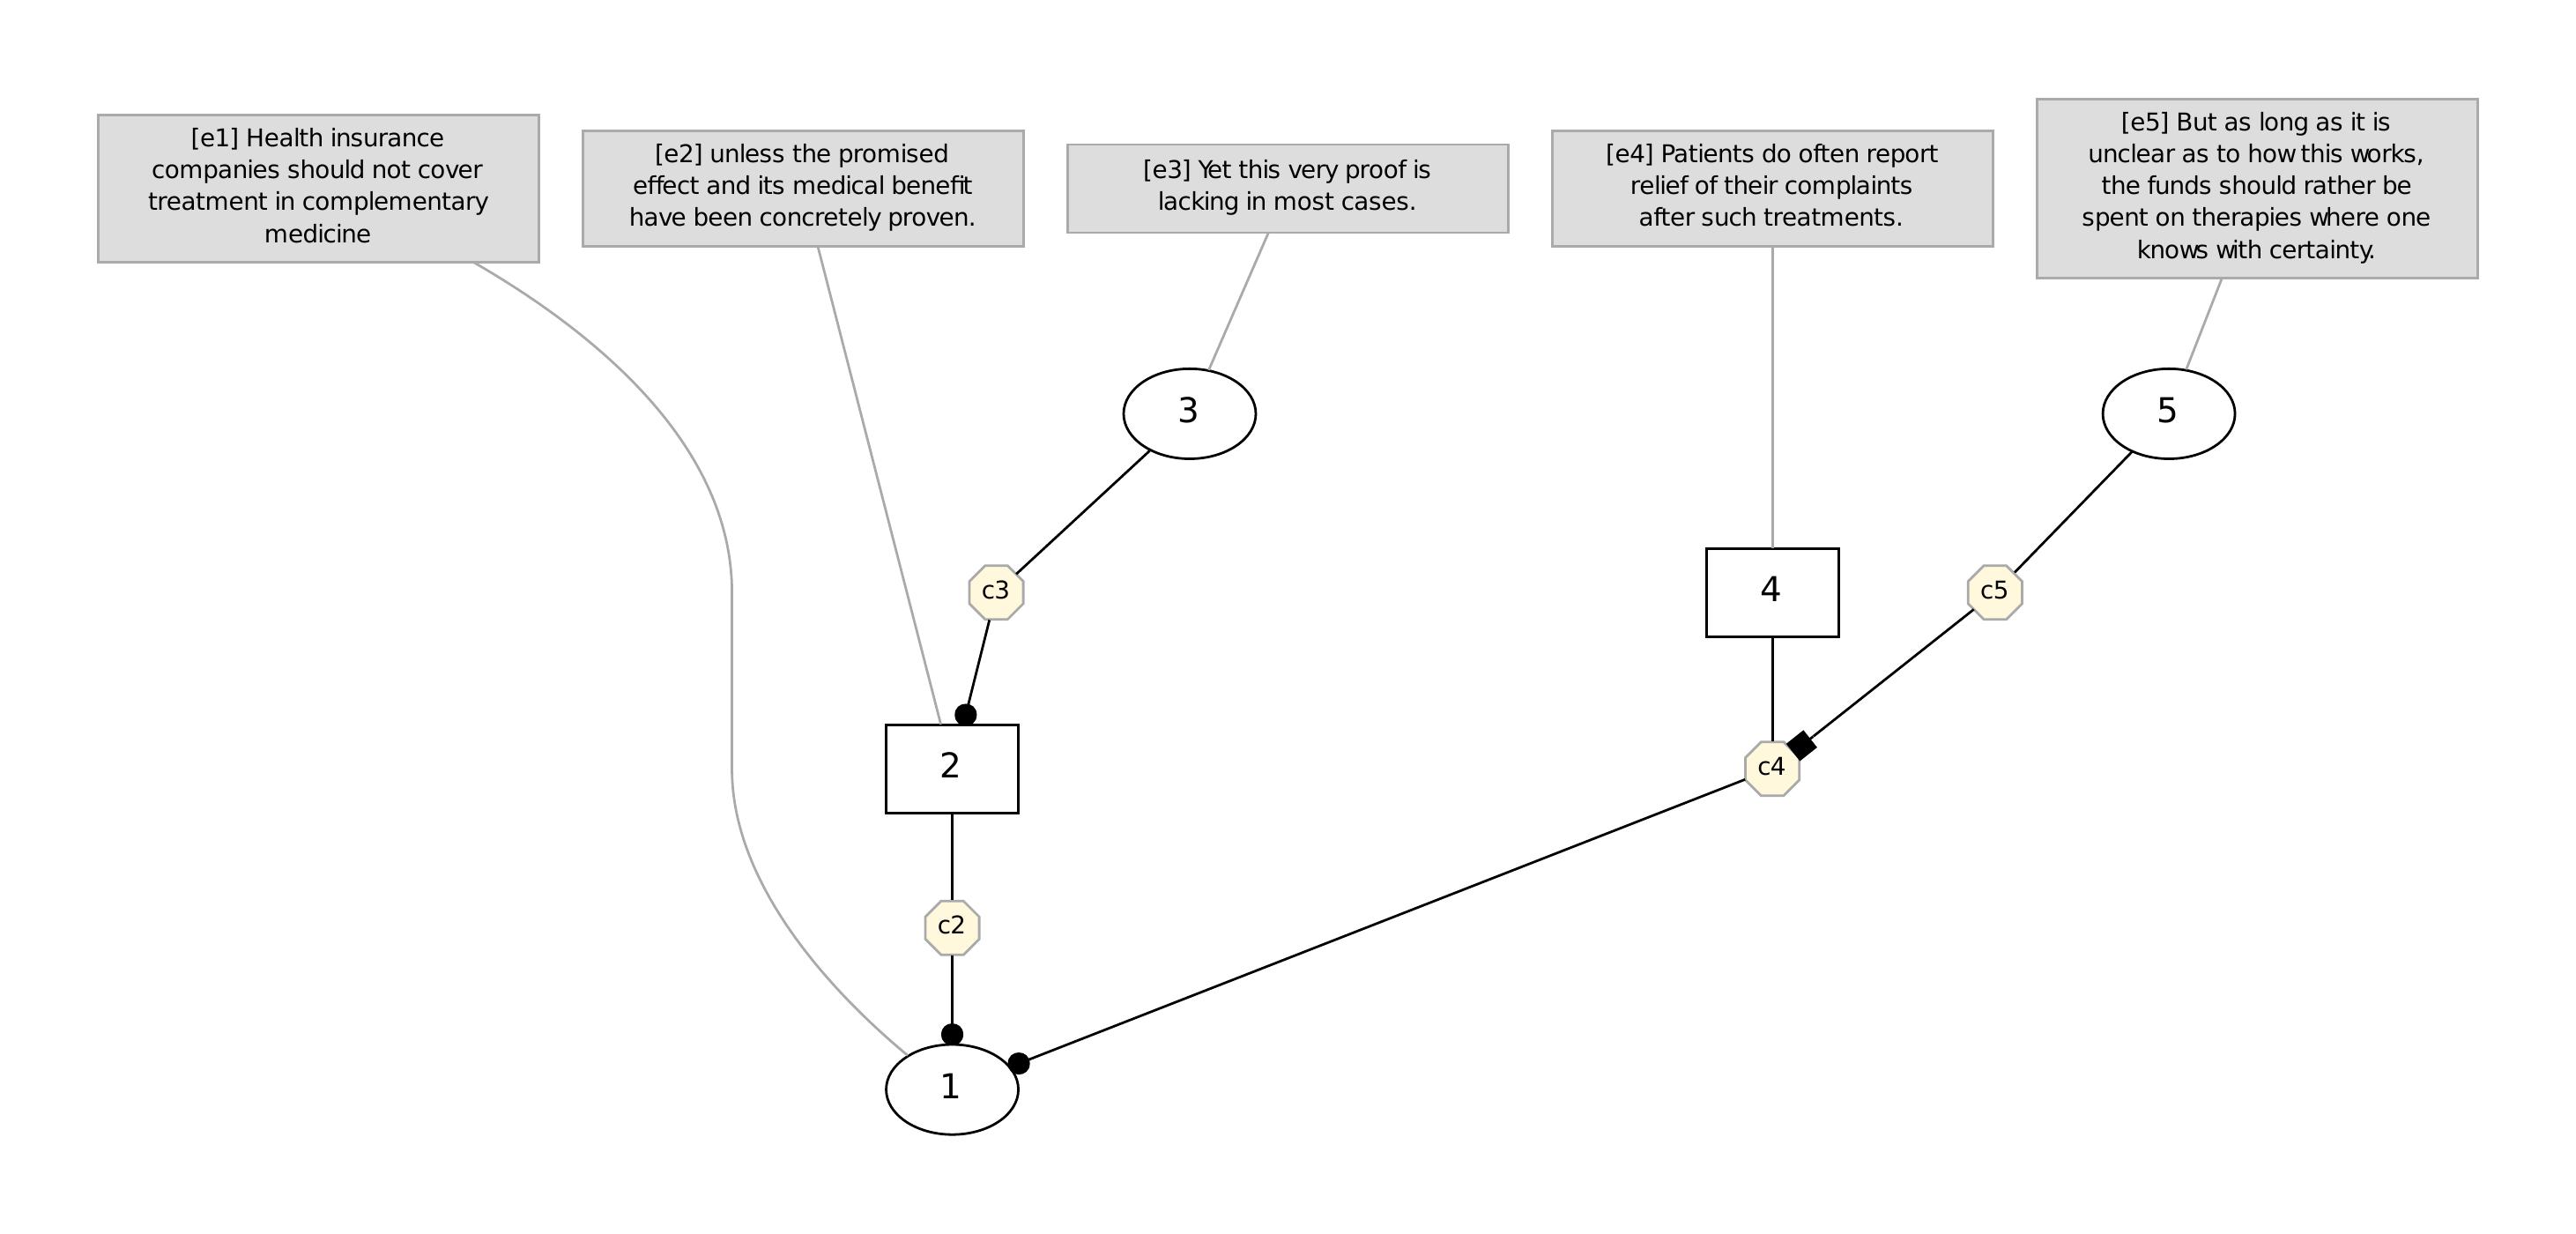 [e1] Health insurance
companies should not cover
treatment in complementary
medicine
[e2] unless the promised
effect and its medical benefit
have been concretely proven.
[e3] Yet this very proof is
lacking in most cases.
[e4] Patients do often report
relief of their complaints
after such treatments.
[e5] But as long as it is
unclear as to how this works,
the funds should rather be
spent on therapies where one
knows with certainty.
3
5
c3
4
c5
2
c4
c2
1